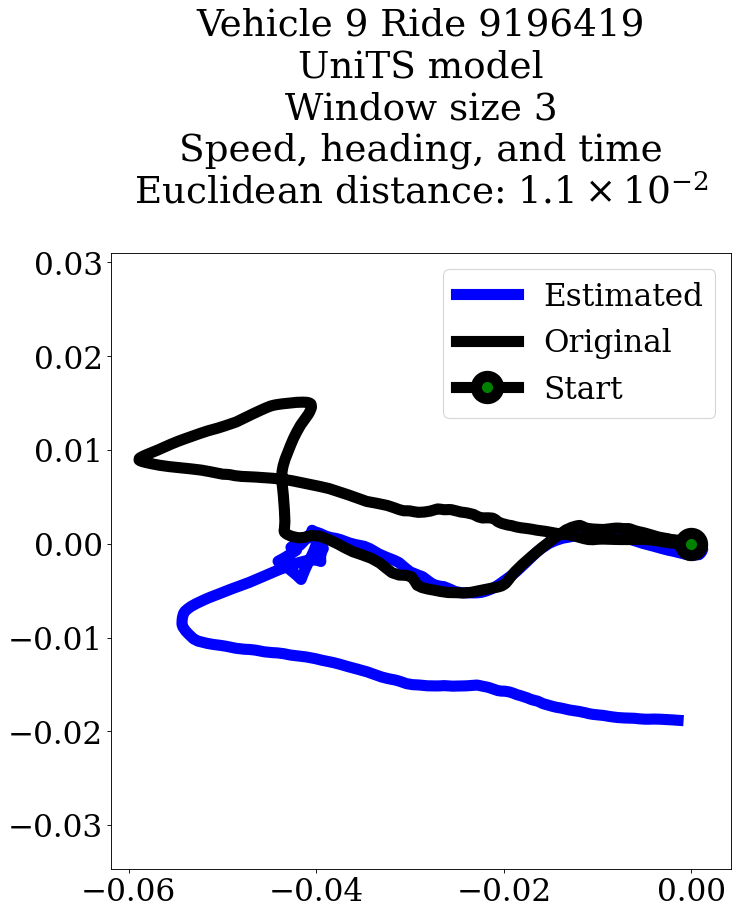 Vehicle 9 Ride 9196419
UniTS model
Window size 3
Speed, heading, and time
Euclidean distance: 1.1 × 10⁻²
Estimated
Original
Start
0.03
0.02
0.01
0.00
−0.01
−0.02
−0.03
−0.06
−0.04
−0.02
0.00